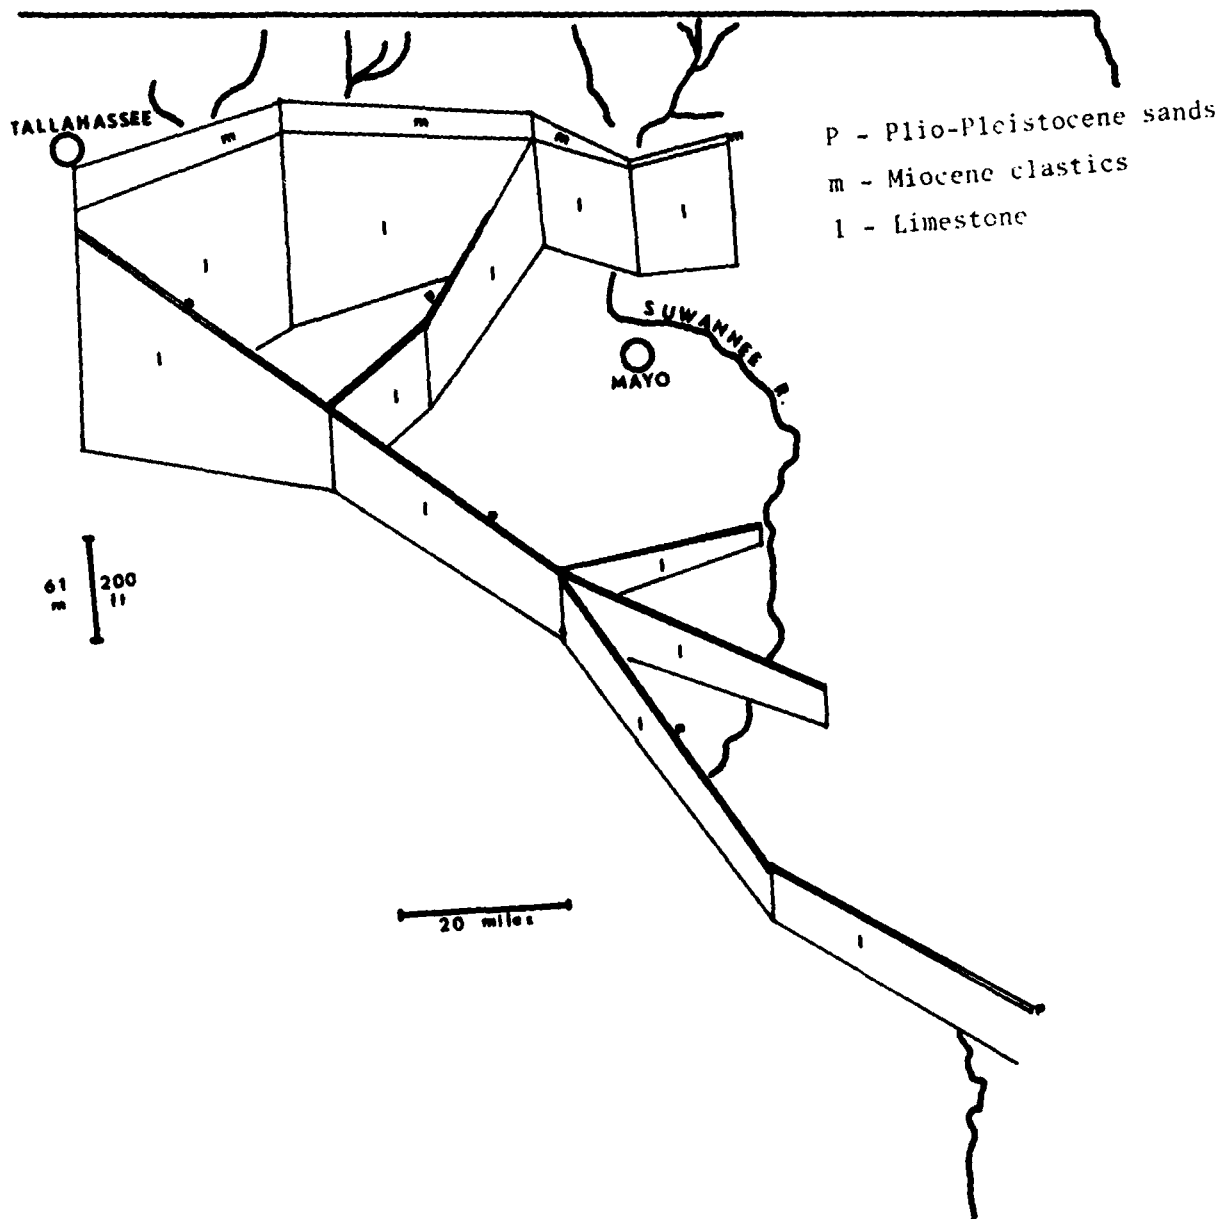 TALLAHASSEE
P - Plio-Pleistocene sands
m - Miocene clastics
l - Limestone
m
m
m
m
l
l
l
l
l
P
P
l
l
l
P
l
SUWANNEE R.
MAYO
61 m
200 ft
l
l
l
P
20 miles
l
P